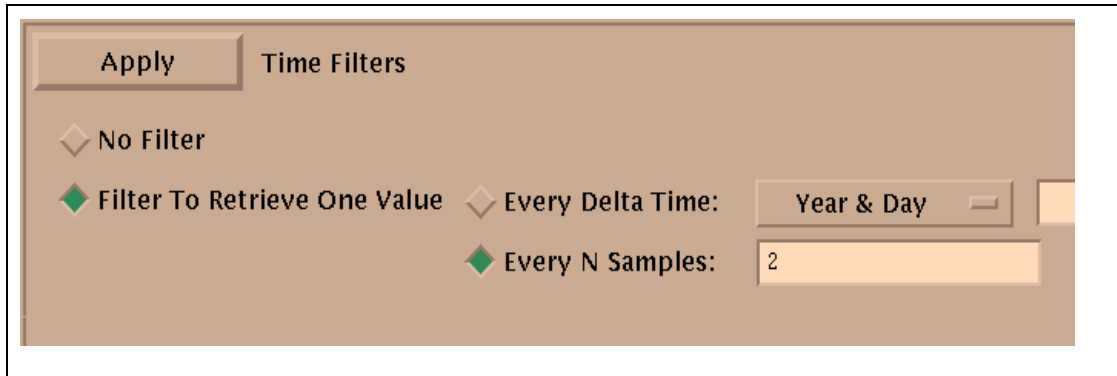 Apply Time Filters
No Filter
Filter To Retrieve One Value Every Delta Time: Year & Day
Every N Samples: 2